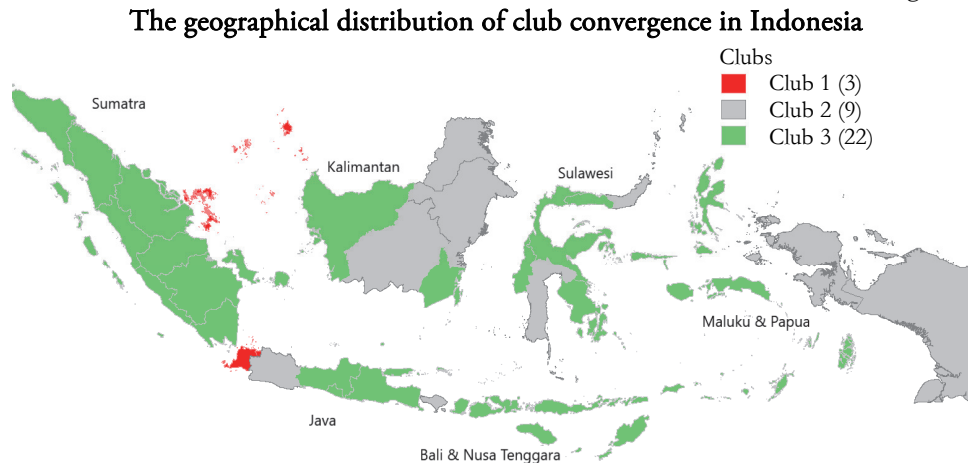 The geographical distribution of club convergence in Indonesia
Clubs
Club 1 (3)
Club 2 (9)
Club 3 (22)
Sumatra
Kalimantan
Sulawesi
Maluku & Papua
Java
Bali & Nusa Tenggara